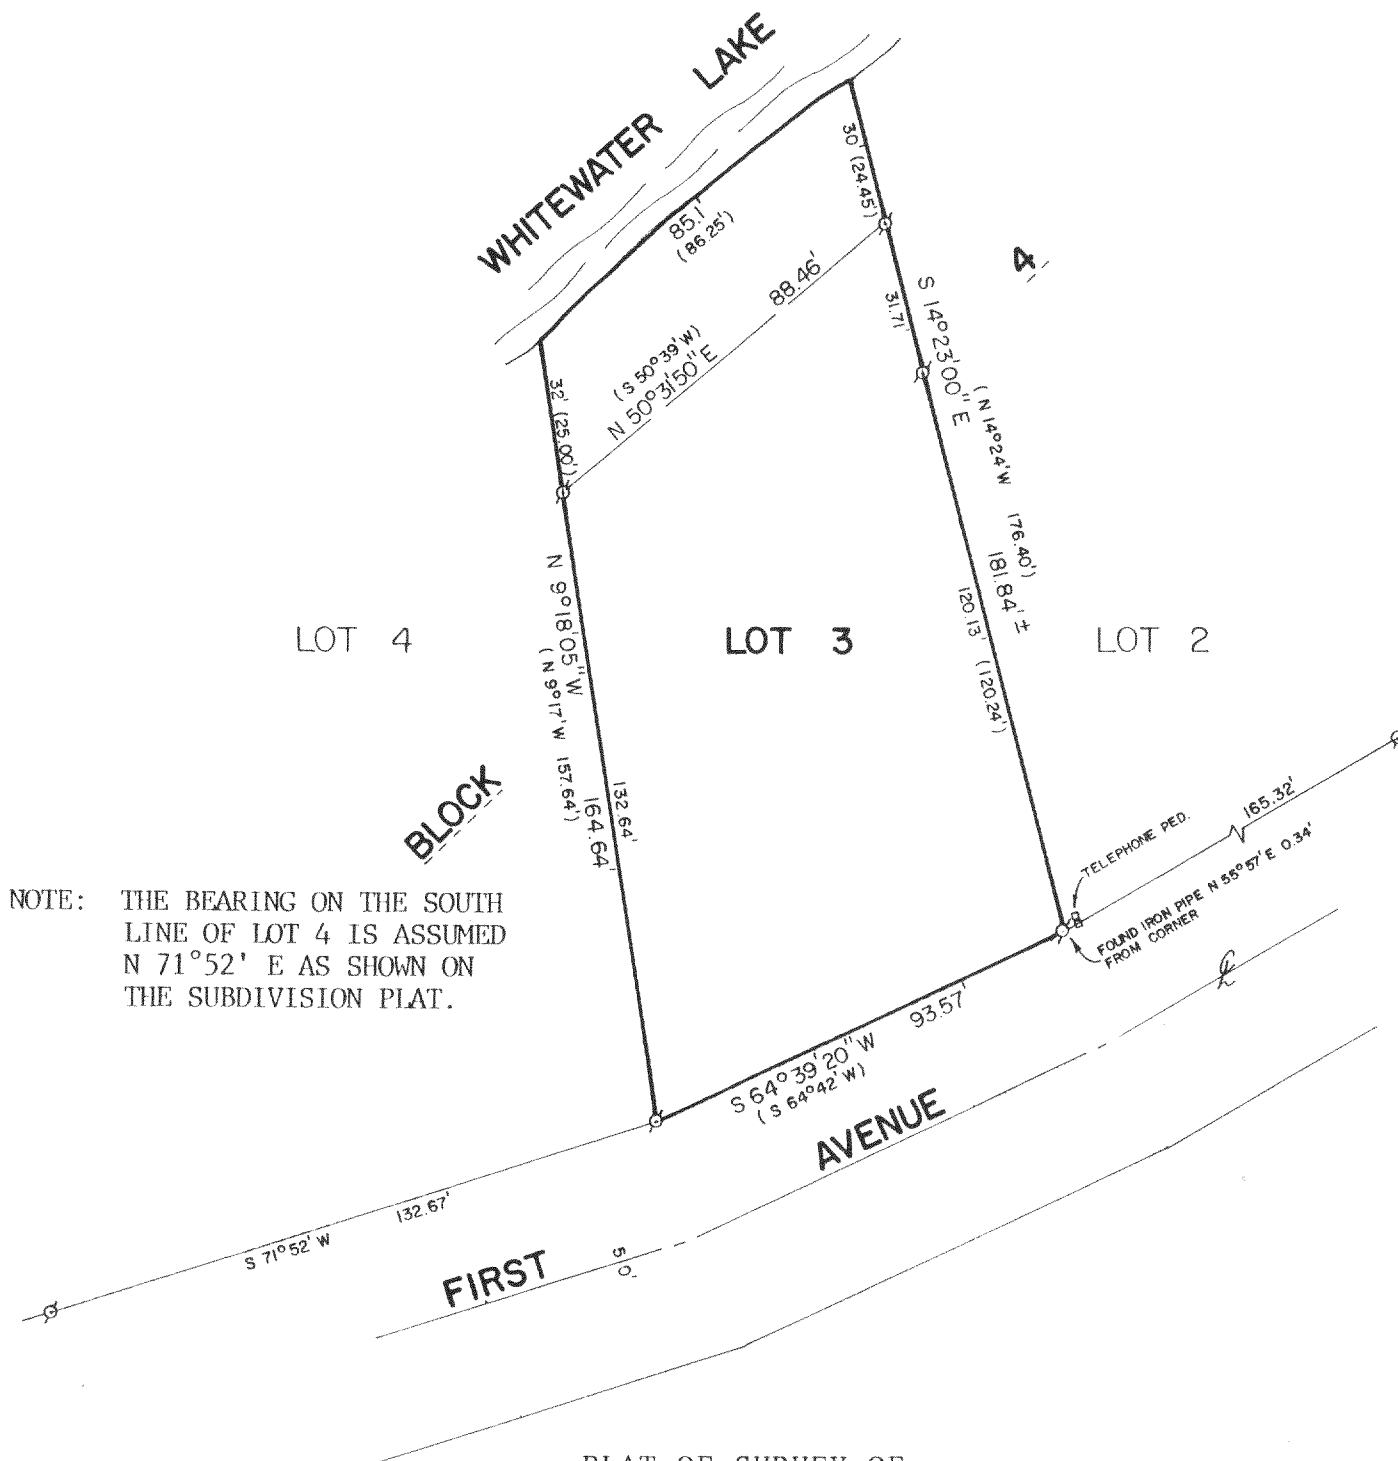 WHITEWATER LAKE
30' (24.45')
85.1'
(86.25')
88.46'
4
31.71'
S 14°23'00" E
(S 50°39'W)
N 50°31'50" E
32' (25.00')
(N 14°24'W 176.40')
181.84' ±
N 9°18'05" W
(N 9°17'W 157.64')
164.64'
132.64'
120.13' (120.24')
LOT 4
LOT 3
LOT 2
BLOCK
165.32'
TELEPHONE PED.
FOUND IRON PIPE N 55°57' E 0.34'
FROM CORNER
NOTE: THE BEARING ON THE SOUTH
LINE OF LOT 4 IS ASSUMED
N 71°52' E AS SHOWN ON
THE SUBDIVISION PLAT.
93.57'
S 64°39'20" W
(S 64°42' W)
132.67'
S 71°52' W
FIRST AVENUE
50'
PLAT OF SURVEY OF